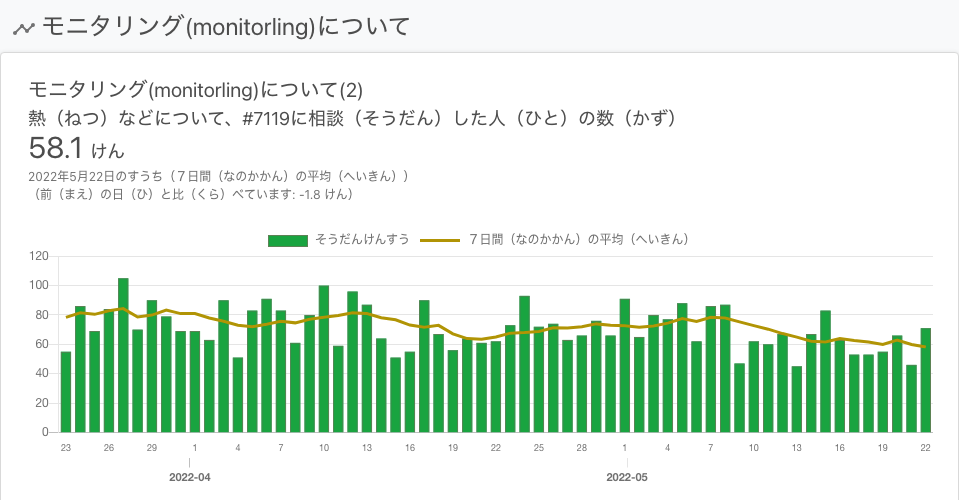 モニタリング(monitorling)について
モニタリング(monitorling)について(2)
熱（ねつ）などについて、#7119に相談（そうだん）した人（ひと）の数（かず）
58.1 けん
2022年5月22日のすうち（７日間（なのかかん）の平均（へいきん））
（前（まえ）の日（ひ）と比（くら）べています: -1.8 けん）
そうだんけんすう ７日間（なのかかん）の平均（へいきん）
120
100
80
60
40
20
0
23 26 29 1 4 7 10 13 16 19 22 25 28 1 4 7 10 13 16 19 22
2022-04 2022-05